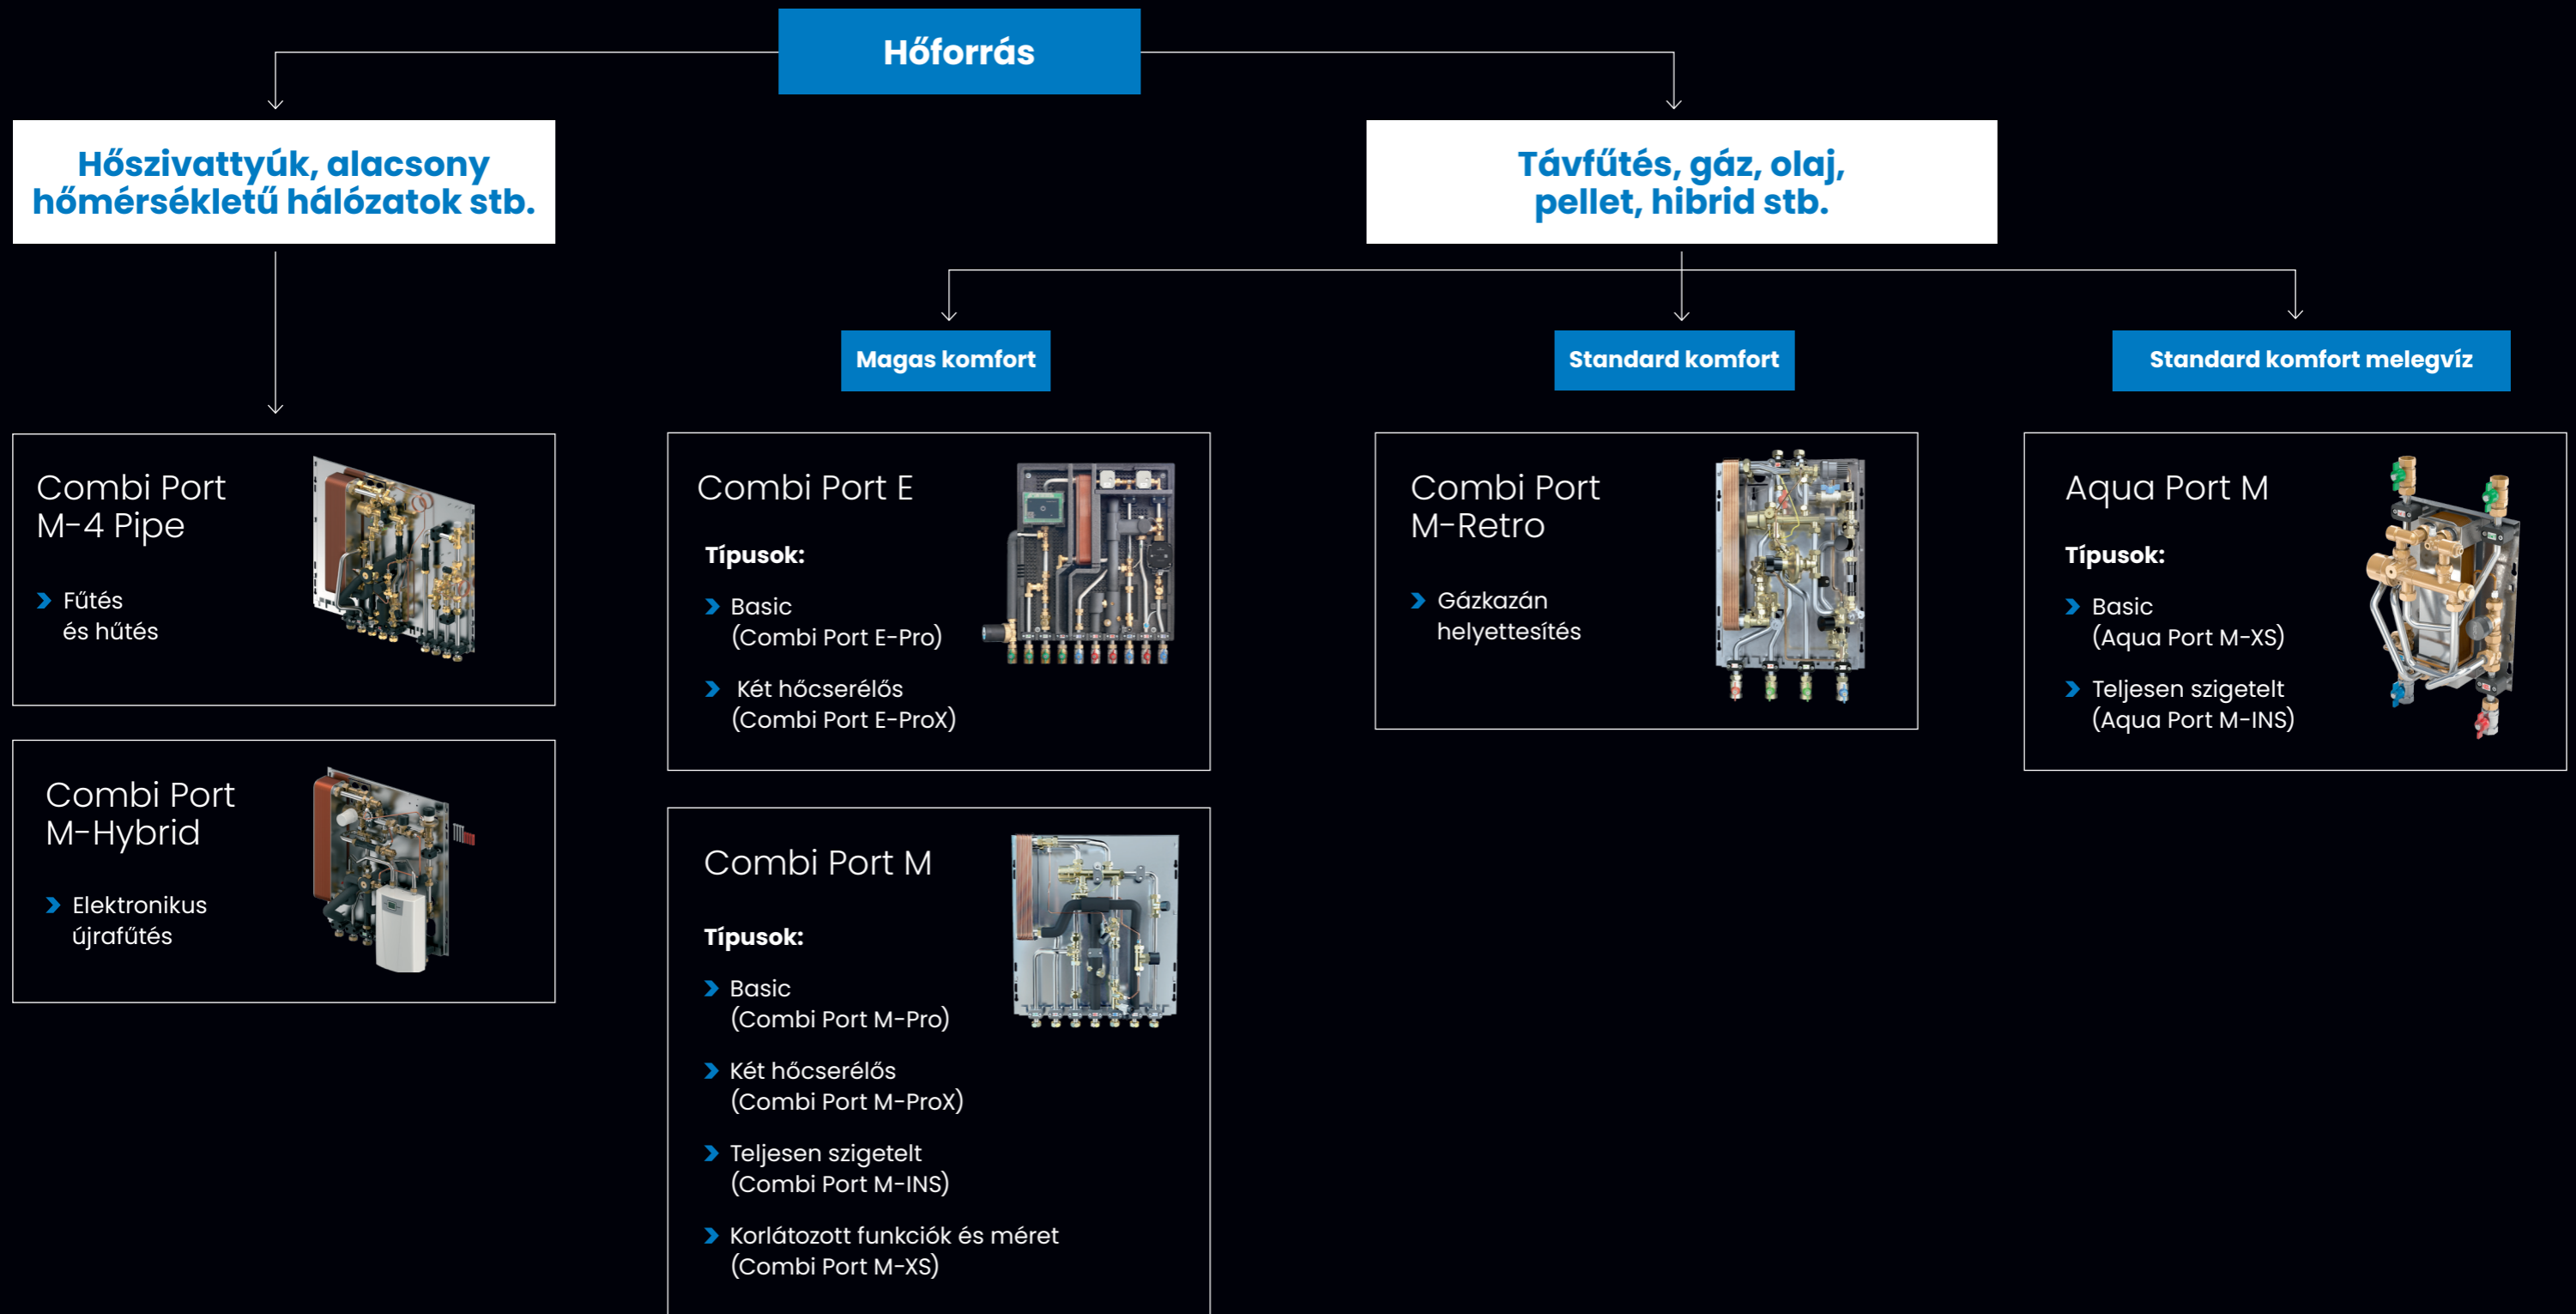 Hőforrás
Hőszivattyúk, alacsony
hőmérsékletű hálózatok stb.
Távfűtés, gáz, olaj,
pellet, hibrid stb.
Magas komfort
Standard komfort
Standard komfort melegvíz
Combi Port
M-4 Pipe
Fűtés
és hűtés
Combi Port
M-Hybrid
Elektronikus
újrafűtés
Combi Port E
Típusok:
Basic
(Combi Port E-Pro)
Két hőcserélős
(Combi Port E-ProX)
Combi Port M
Típusok:
Basic
(Combi Port M-Pro)
Két hőcserélős
(Combi Port M-ProX)
Teljesen szigetelt
(Combi Port M-INS)
Korlátozott funkciók és méret
(Combi Port M-XS)
Combi Port
M-Retro
Gázkazán
helyettesítés
Aqua Port M
Típusok:
Basic
(Aqua Port M-XS)
Teljesen szigetelt
(Aqua Port M-INS)